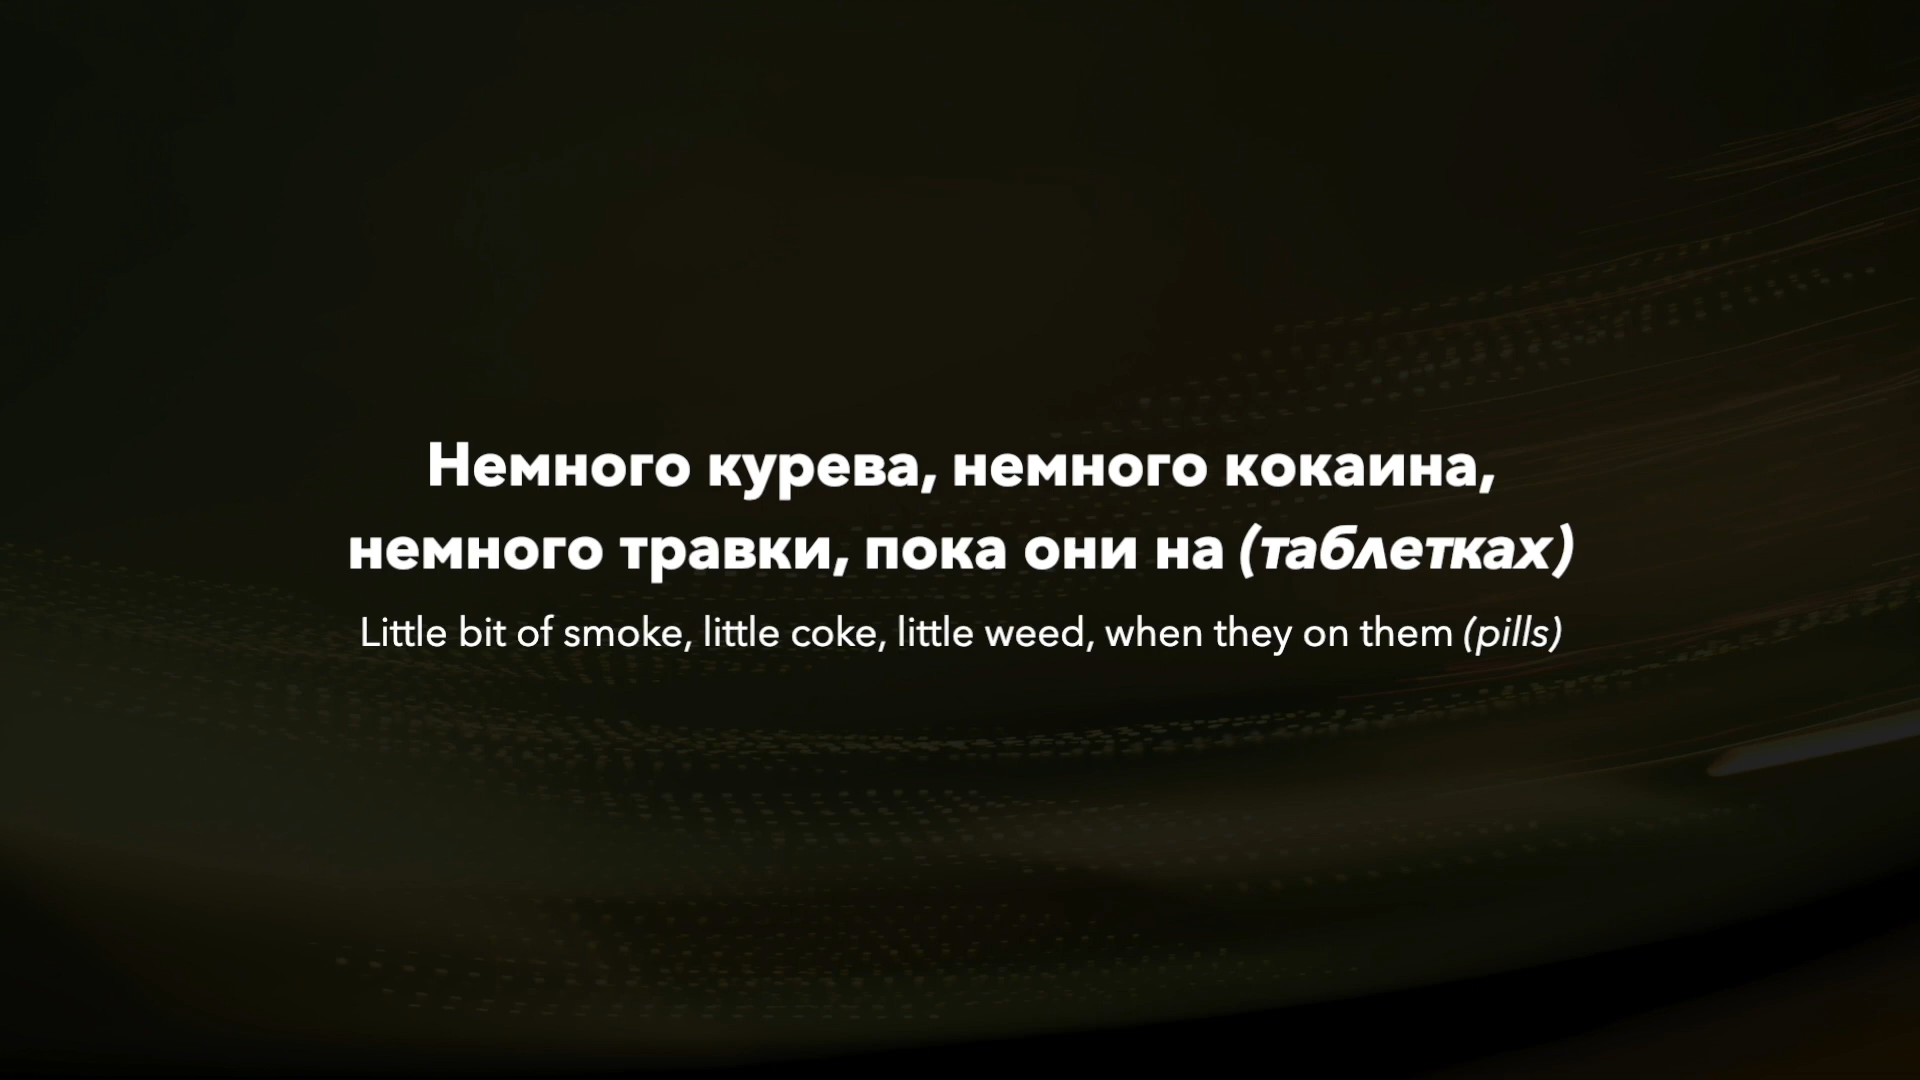 Немного курева, немного кокаина,
немного травки, пока они на (таблетках)
Little bit of smoke, little coke, little weed, when they on them (pills)